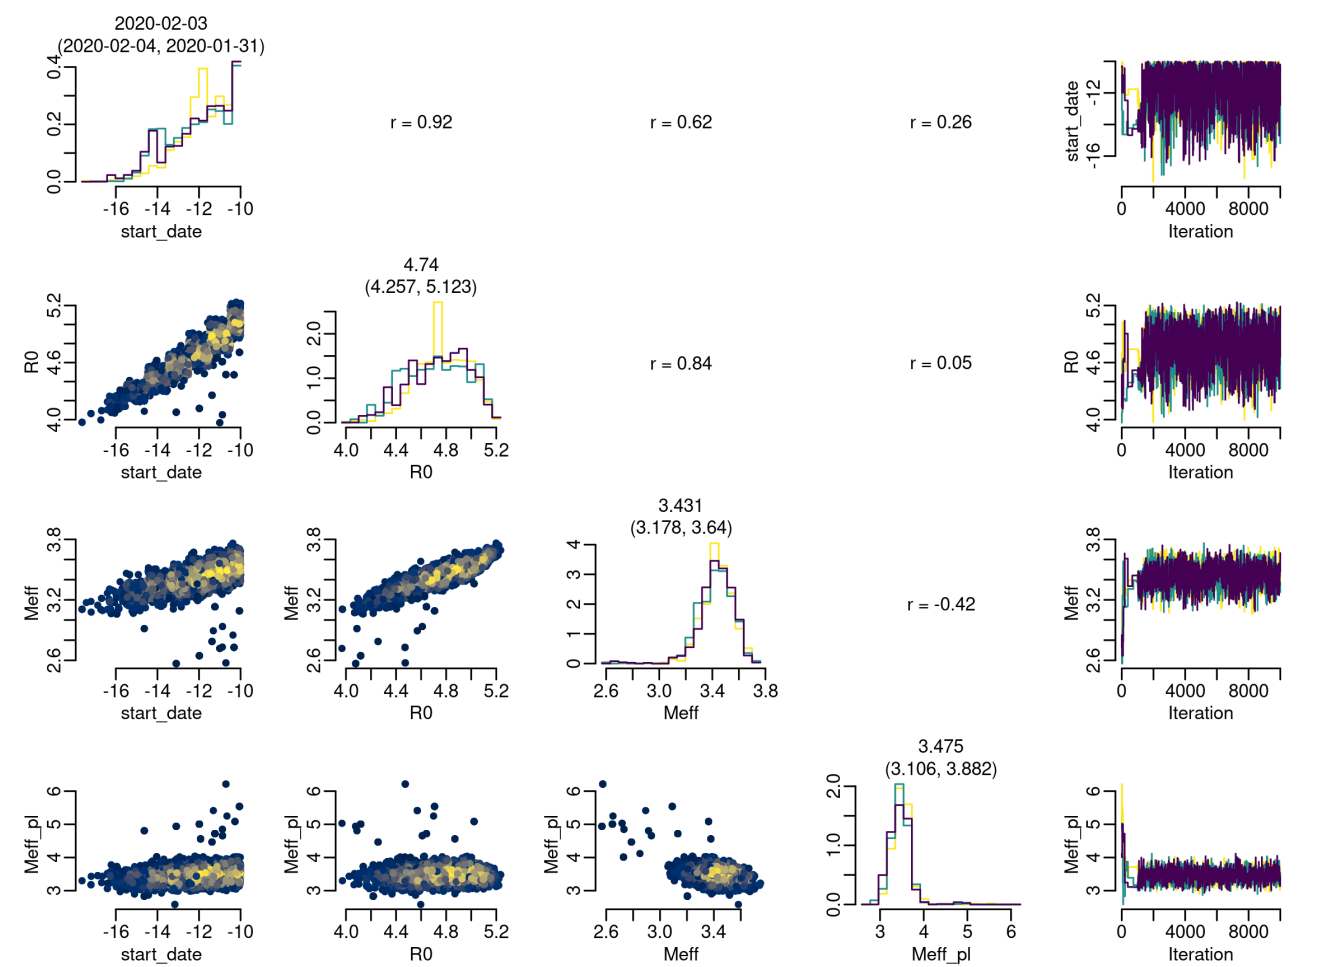 2020-02-03
(2020-02-04, 2020-01-31)
0.0 0.2 0.4
-16 -14 -12 -10
start_date
r = 0.92
r = 0.62
r = 0.26
start_date
-16 -12
0 4000 8000
Iteration
R0
4.0 4.6 5.2
-16 -14 -12 -10
start_date
4.74
(4.257, 5.123)
0.0 1.0 2.0
4.0 4.4 4.8 5.2
R0
r = 0.84
r = 0.05
R0
4.0 4.6 5.2
0 4000 8000
Iteration
Meff
2.6 3.2 3.8
-16 -14 -12 -10
start_date
Meff
2.6 3.2 3.8
4.0 4.4 4.8 5.2
R0
3.431
(3.178, 3.64)
0 1 2 3 4
2.6 3.0 3.4 3.8
Meff
r = -0.42
Meff
2.6 3.2 3.8
0 4000 8000
Iteration
Meff_pl
3 4 5 6
-16 -14 -12 -10
start_date
Meff_pl
3 4 5 6
4.0 4.4 4.8 5.2
R0
Meff_pl
3 4 5 6
2.6 3.0 3.4
Meff
3.475
(3.106, 3.882)
0.0 1.0 2.0
3 4 5 6
Meff_pl
Meff_pl
3 4 5 6
0 4000 8000
Iteration